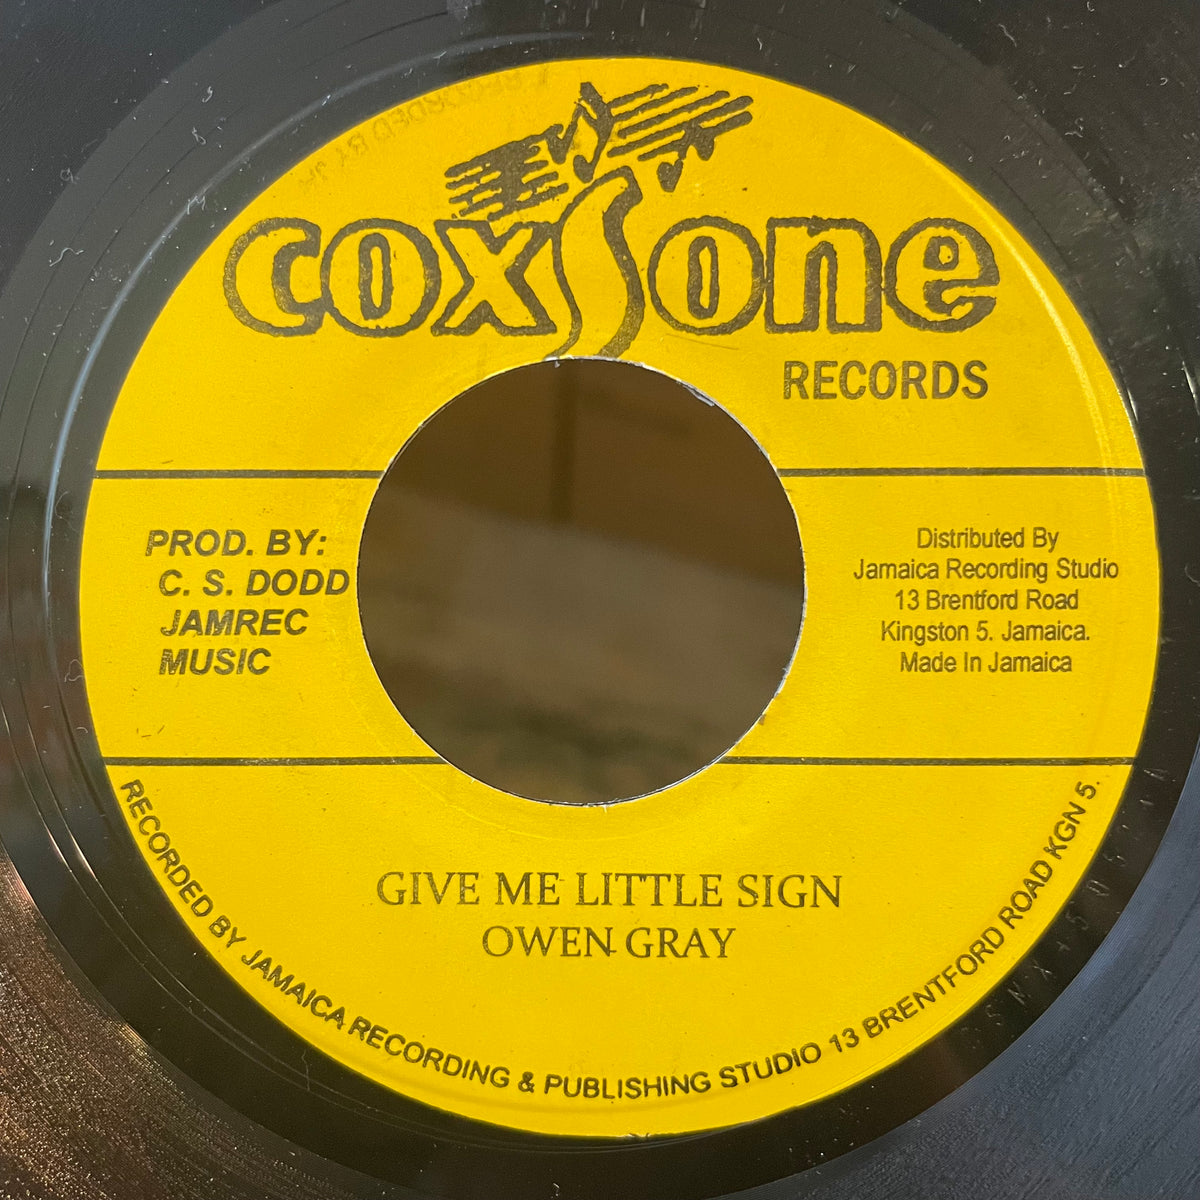 coxsone
RECORDS
PROD. BY:
C. S. DODD
JAMREC
MUSIC
Distributed By
Jamaica Recording Studio
13 Brentford Road
Kingston 5. Jamaica.
Made In Jamaica
GIVE ME LITTLE SIGN
OWEN GRAY
RECORDED BY JAMAICA RECORDING & PUBLISHING STUDIO 13 BRENTFORD ROAD KGN 5.